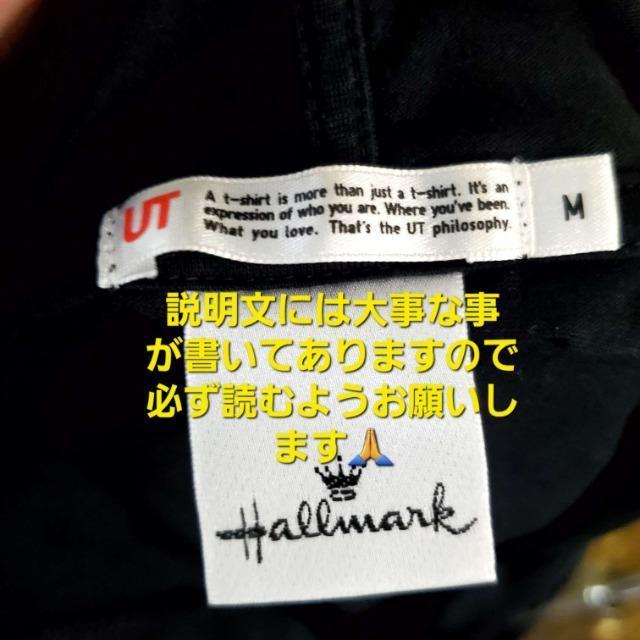 UT
A t-shirt is more than just a t-shirt. It's an
expression of who you are. Where you've been.
What you love. That's the UT philosophy.
M
説明文には大事な事
が書いてありますので
必ず読むようお願いし
ます🙏
Hallmark